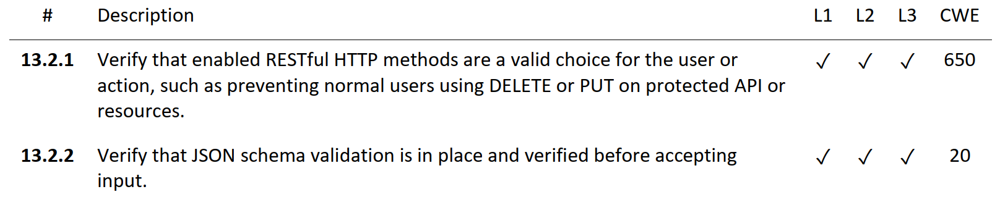 # Description L1 L2 L3 CWE
13.2.1 Verify that enabled RESTful HTTP methods are a valid choice for the user or ✓ ✓ ✓ 650
action, such as preventing normal users using DELETE or PUT on protected API or
resources.
13.2.2 Verify that JSON schema validation is in place and verified before accepting ✓ ✓ ✓ 20
input.